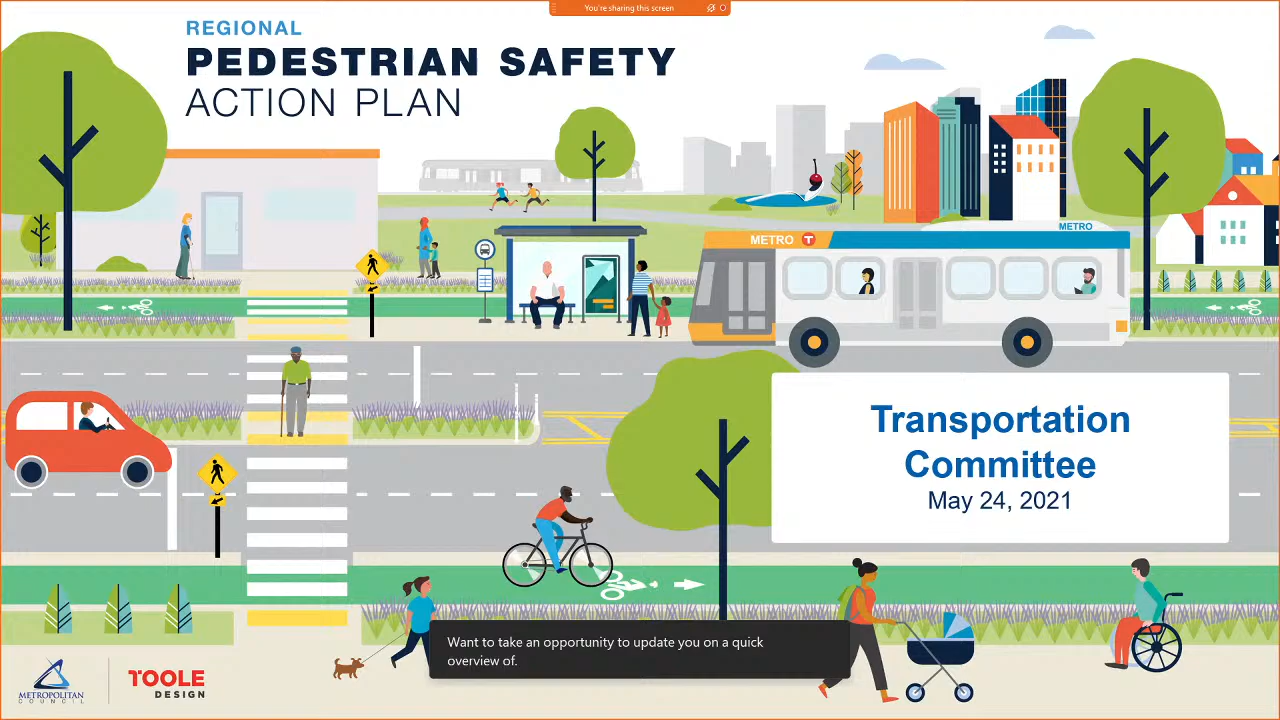 You're sharing this screen
REGIONAL
PEDESTRIAN SAFETY
ACTION PLAN
METRO
METRO T
Transportation
Committee
May 24, 2021
Want to take an opportunity to update you on a quick
overview of.
METROPOLITAN
COUNCIL
TOOLE
DESIGN